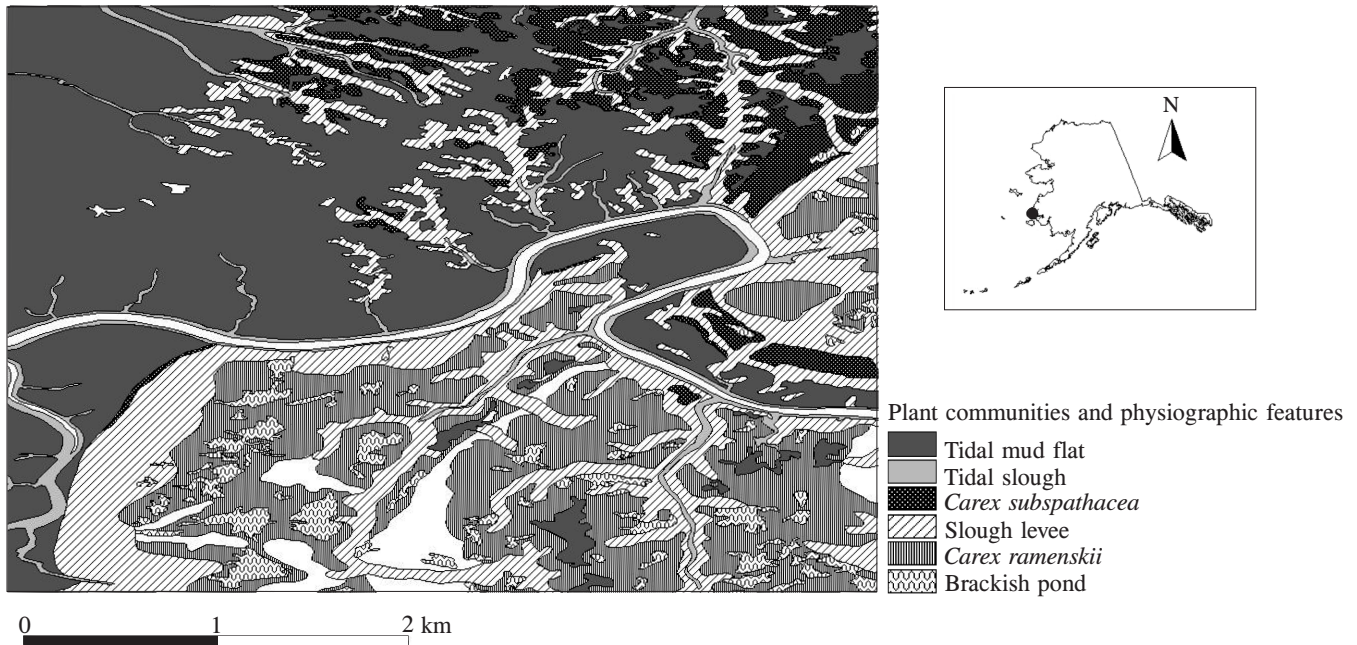 N
Plant communities and physiographic features
Tidal mud flat
Tidal slough
Carex subspathacea
Slough levee
Carex ramenskii
Brackish pond
0 1 2 km